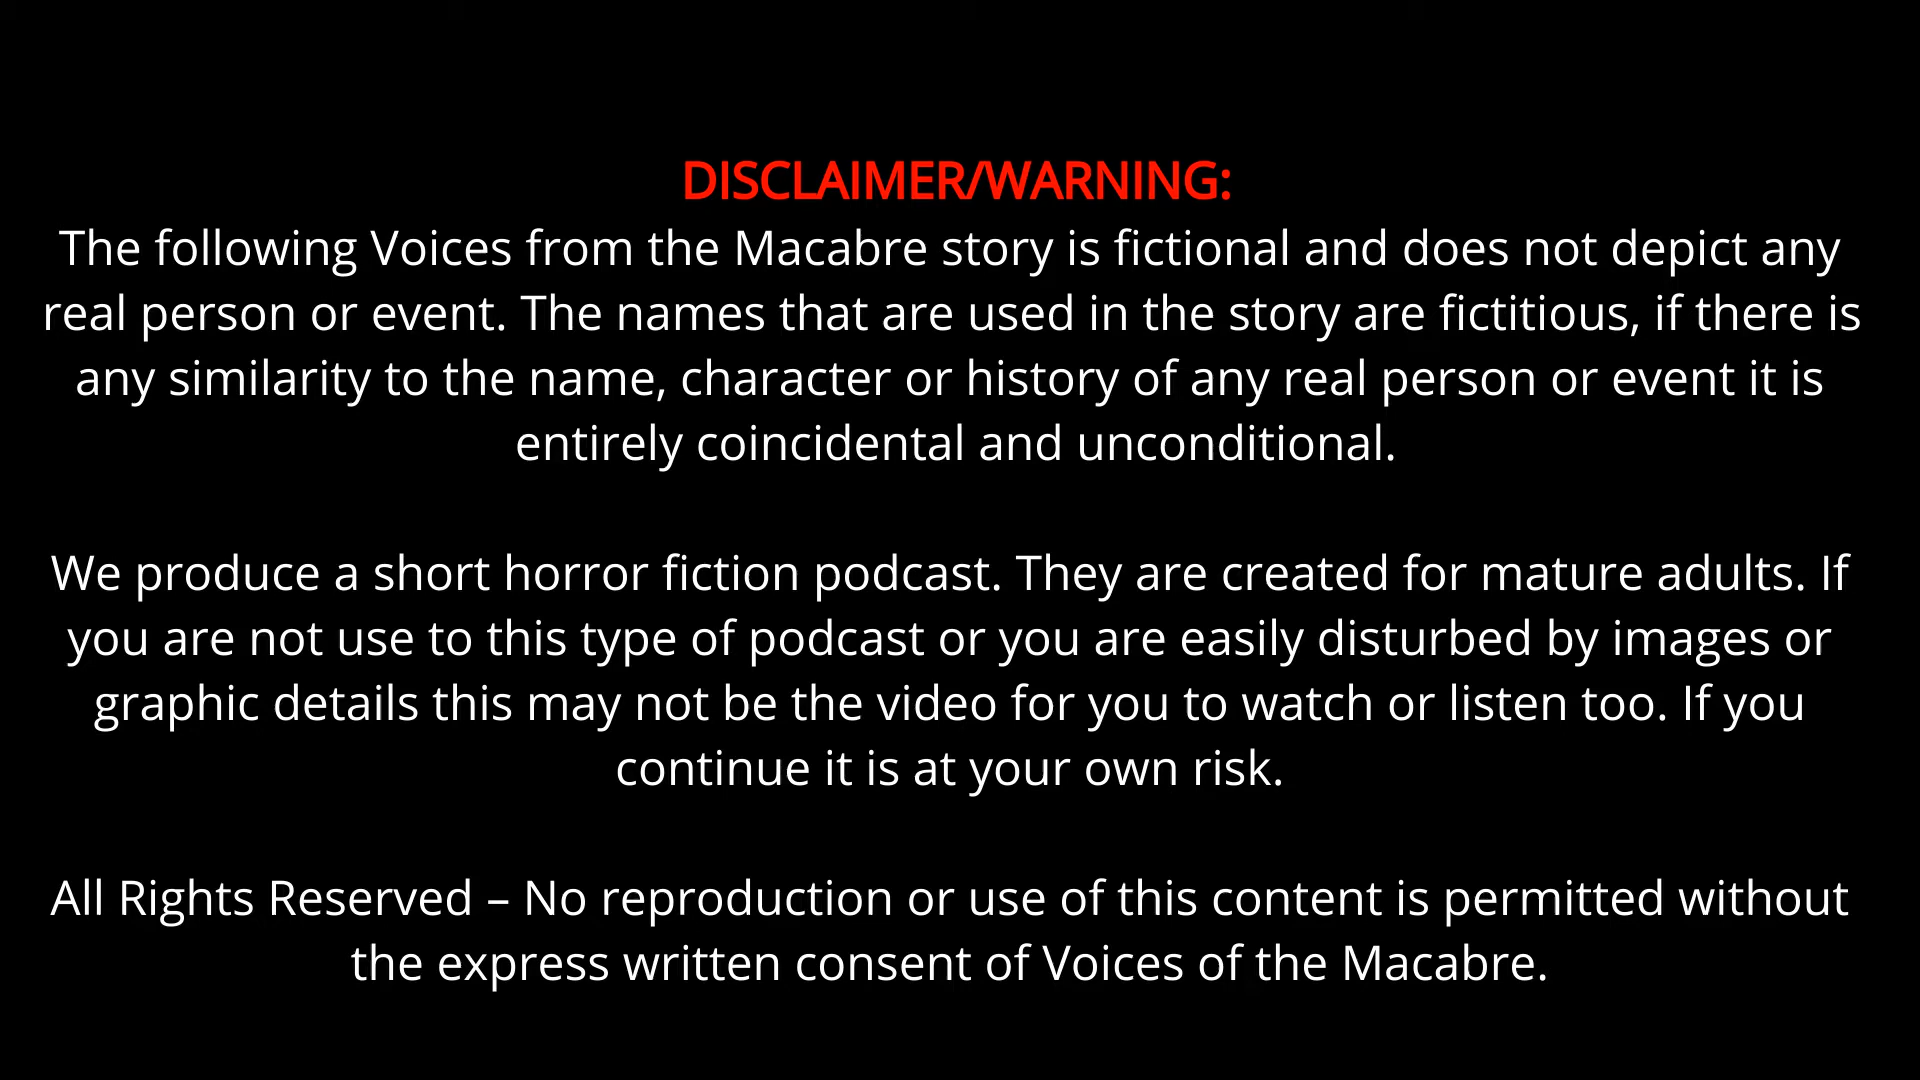 DISCLAIMER/WARNING:
The following Voices from the Macabre story is fictional and does not depict any
real person or event. The names that are used in the story are fictitious, if there is
any similarity to the name, character or history of any real person or event it is
entirely coincidental and unconditional.
We produce a short horror fiction podcast. They are created for mature adults. If
you are not use to this type of podcast or you are easily disturbed by images or
graphic details this may not be the video for you to watch or listen too. If you
continue it is at your own risk.
All Rights Reserved – No reproduction or use of this content is permitted without
the express written consent of Voices of the Macabre.